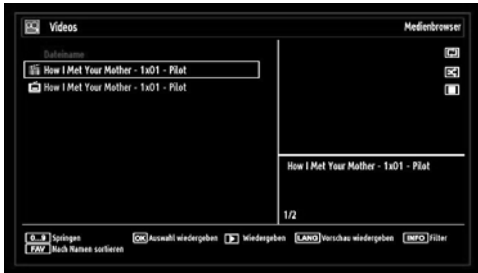 Videos Medienbrowser
Dateiname
How I Met Your Mother - 1x01 - Pilot
How I Met Your Mother - 1x01 - Pilot
How I Met Your Mother - 1x01 - Pilot
1/2
0...9 Springen OK Auswahl wiedergeben Wiedergeben LANG Vorschau wiedergeben INFO Filter
FAV Nach Namen sortieren